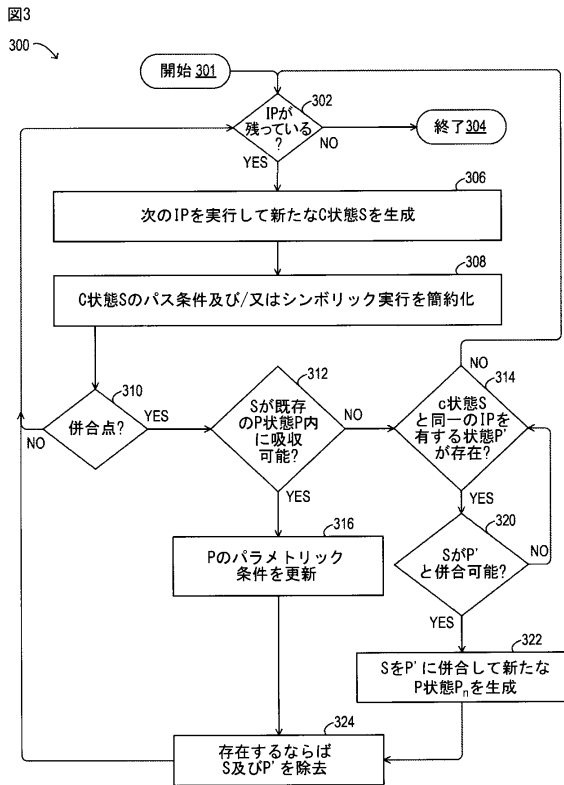 図3
300
開始 301
302
IPが
残っている
?
NO
終了 304
YES
306
次のIPを実行して新たなC状態Sを生成
308
C状態Sのパス条件及び/又はシンボリック実行を簡約化
310
併合点?
NO
YES
312
Sが既存
のP状態P内
に吸収
可能?
NO
YES
NO
314
c状態S
と同一のIPを
有する状態P'
が存在?
YES
316
Pのパラメトリック
条件を更新
320
SがP'
と併合可能?
NO
YES
322
SをP'に併合して新たな
P状態Pnを生成
324
存在するならば
S及びP'を除去